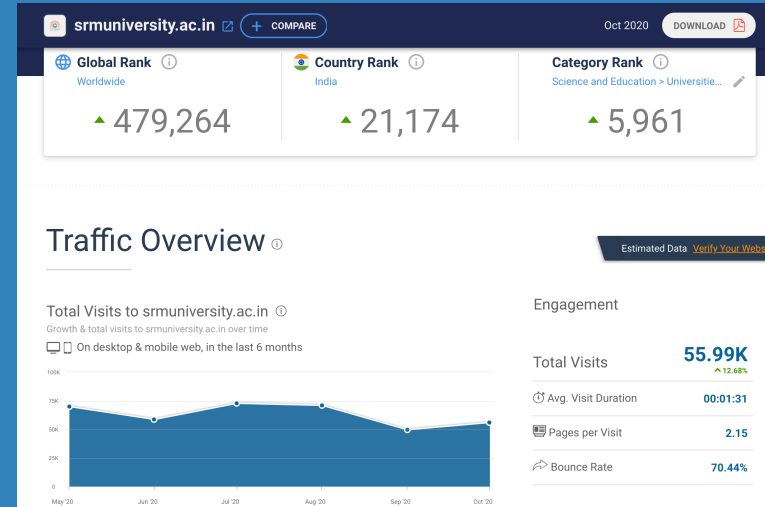 srmuniversity.ac.in
+ COMPARE
Oct 2020
DOWNLOAD
Global Rank
Worldwide
479,264
Country Rank
India
21,174
Category Rank
Science and Education > Universitie...
5,961
Traffic Overview
Estimated Data Verify Your Webs
Total Visits to srmuniversity.ac.in
Growth & total visits to srmuniversity.ac.in over time
On desktop & mobile web, in the last 6 months
100K
75K
50K
25K
0
May '20 Jun '20 Jul '20 Aug '20 Sep '20 Oct '20
Engagement
Total Visits 55.99K
12.68%
Avg. Visit Duration 00:01:31
Pages per Visit 2.15
Bounce Rate 70.44%